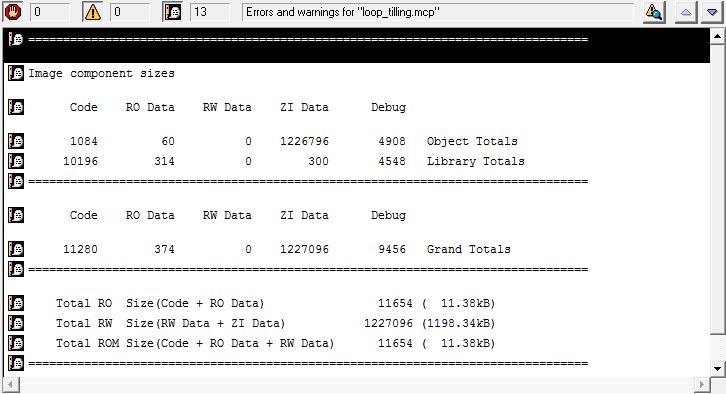 0 0 13 Errors and warnings for "loop_tilling.mcp"
==============================================================================
Image component sizes
Code RO Data RW Data ZI Data Debug
1084 60 0 1226796 4908 Object Totals
10196 314 0 300 4548 Library Totals
==============================================================================
Code RO Data RW Data ZI Data Debug
11280 374 0 1227096 9456 Grand Totals
==============================================================================
Total RO Size(Code + RO Data) 11654 ( 11.38kB)
Total RW Size(RW Data + ZI Data) 1227096 (1198.34kB)
Total ROM Size(Code + RO Data + RW Data) 11654 ( 11.38kB)
==============================================================================